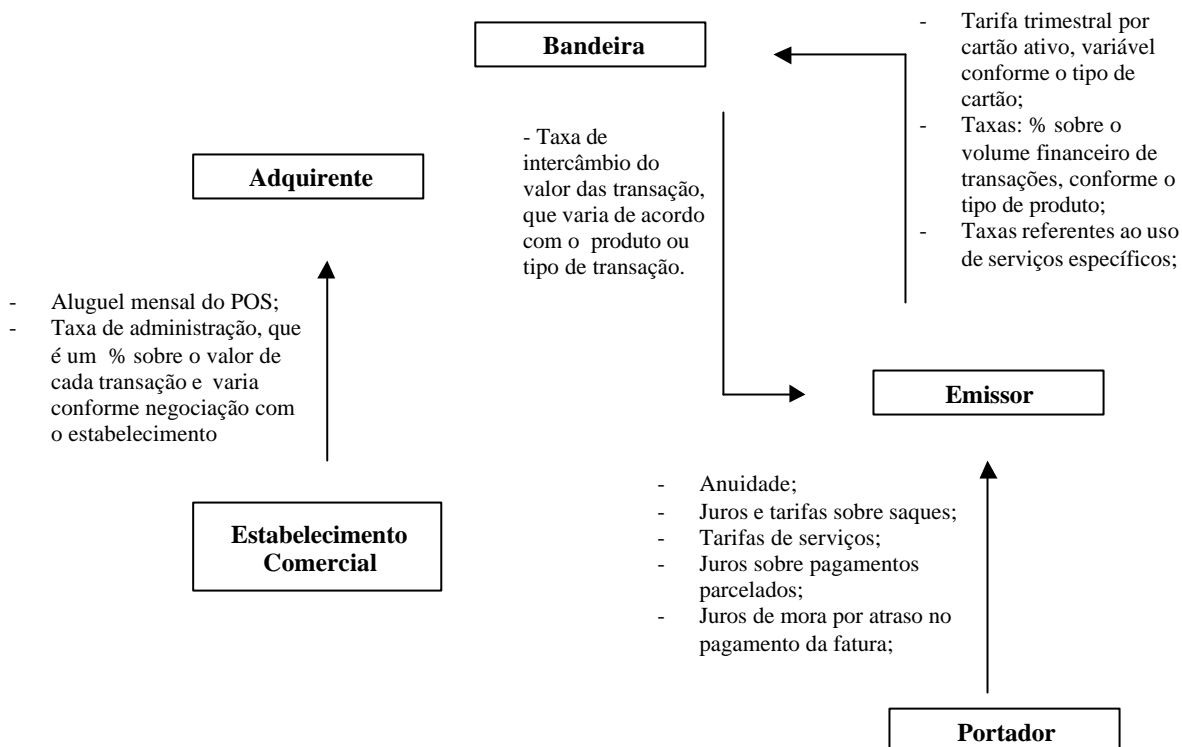 Bandeira
- Tarifa trimestral por
cartão ativo, variável
conforme o tipo de
cartão;
- Taxas: % sobre o
volume financeiro de
transações, conforme o
tipo de produto;
- Taxas referentes ao uso
de serviços específicos;
- Taxa de
intercâmbio do
valor das transação,
que varia de acordo
com o produto ou
tipo de transação.
Adquirente
- Aluguel mensal do POS;
- Taxa de administração, que
é um % sobre o valor de
cada transação e varia
conforme negociação com
o estabelecimento
Emissor
Estabelecimento
Comercial
- Anuidade;
- Juros e tarifas sobre saques;
- Tarifas de serviços;
- Juros sobre pagamentos
parcelados;
- Juros de mora por atraso no
pagamento da fatura;
Portador